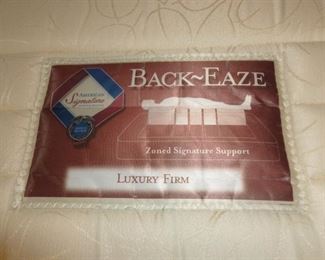 AMERICAN
Signature
BACK~EAZE
Zoned Signature Support
LUXURY FIRM